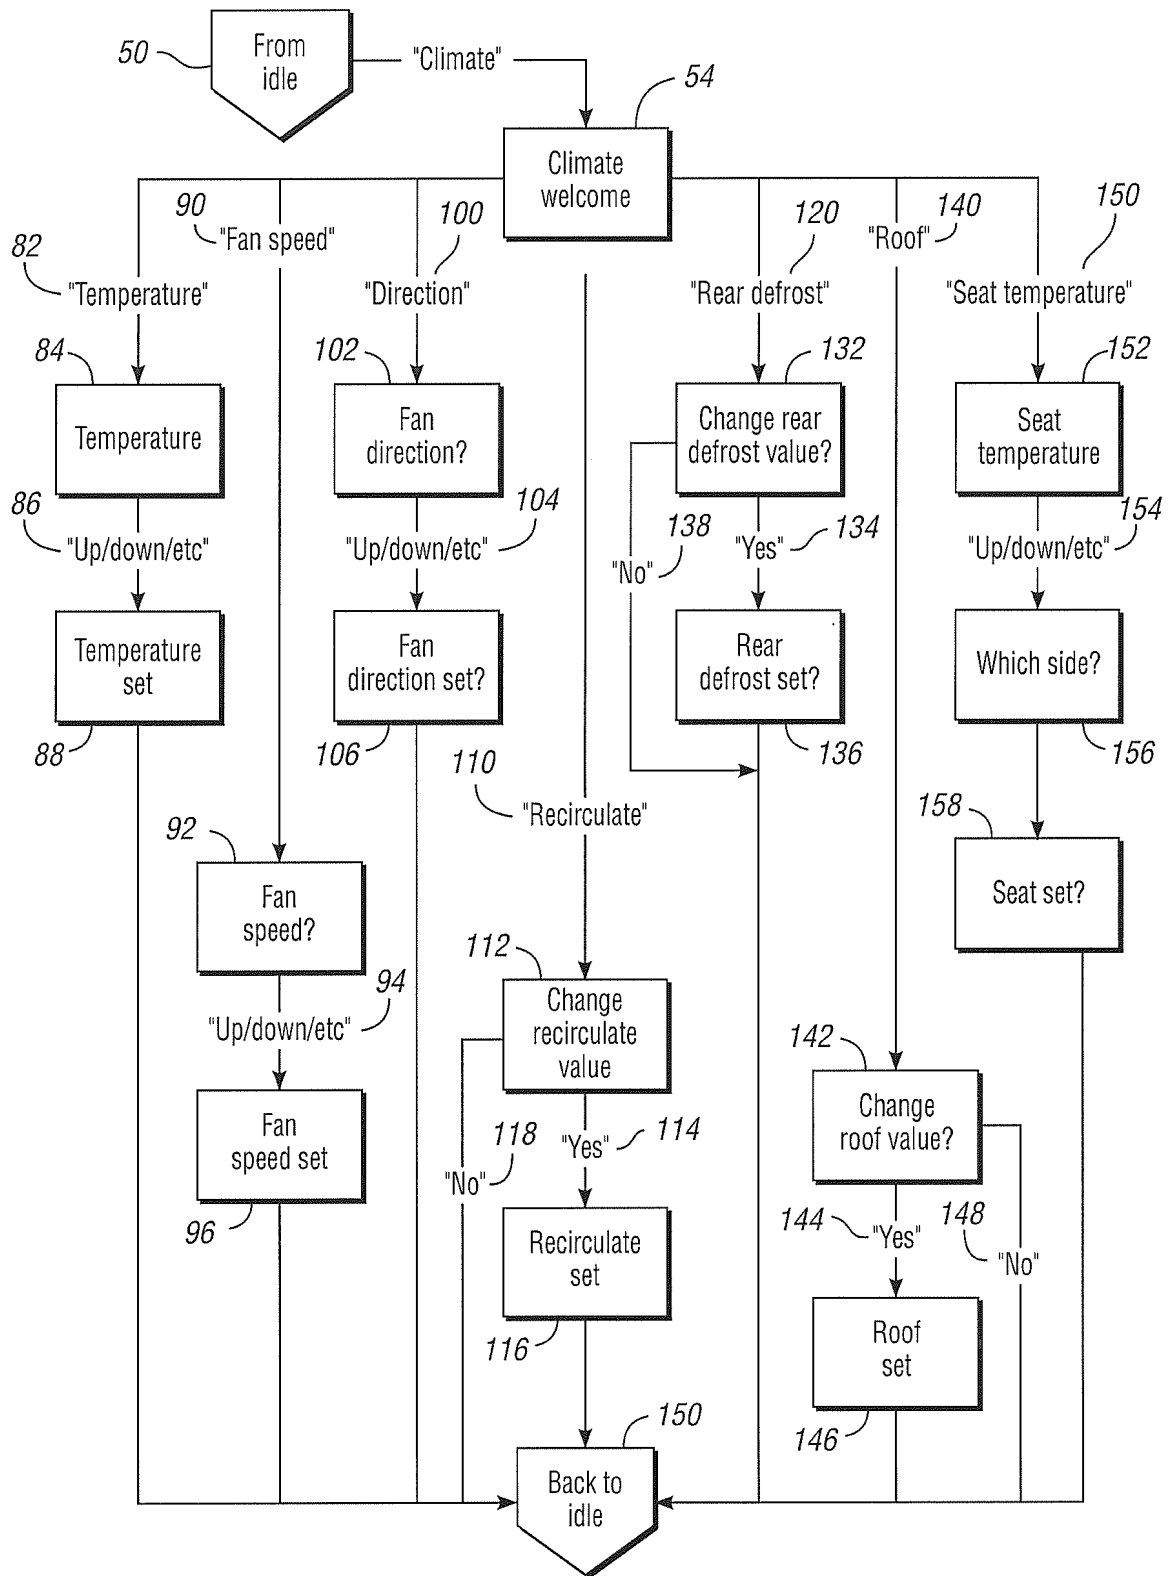 50
From
idle
"Climate"
54
Climate
welcome
90
"Fan speed"
100
120
"Roof"
140
150
82
"Temperature"
"Direction"
"Rear defrost"
"Seat temperature"
84
102
132
152
Temperature
Fan
direction?
Change rear
defrost value?
Seat
temperature
86
"Up/down/etc"
104
"Up/down/etc"
138
"No"
"Yes"
134
154
"Up/down/etc"
Temperature
set
Fan
direction set?
Rear
defrost set?
Which side?
88
106
110
136
156
"Recirculate"
92
158
Fan
speed?
Seat set?
94
"Up/down/etc"
112
Change
recirculate
value
142
Change
roof value?
Fan
speed set
96
118
"No"
"Yes"
114
144
"Yes"
148
"No"
Recirculate
set
116
Roof
set
146
150
Back to
idle